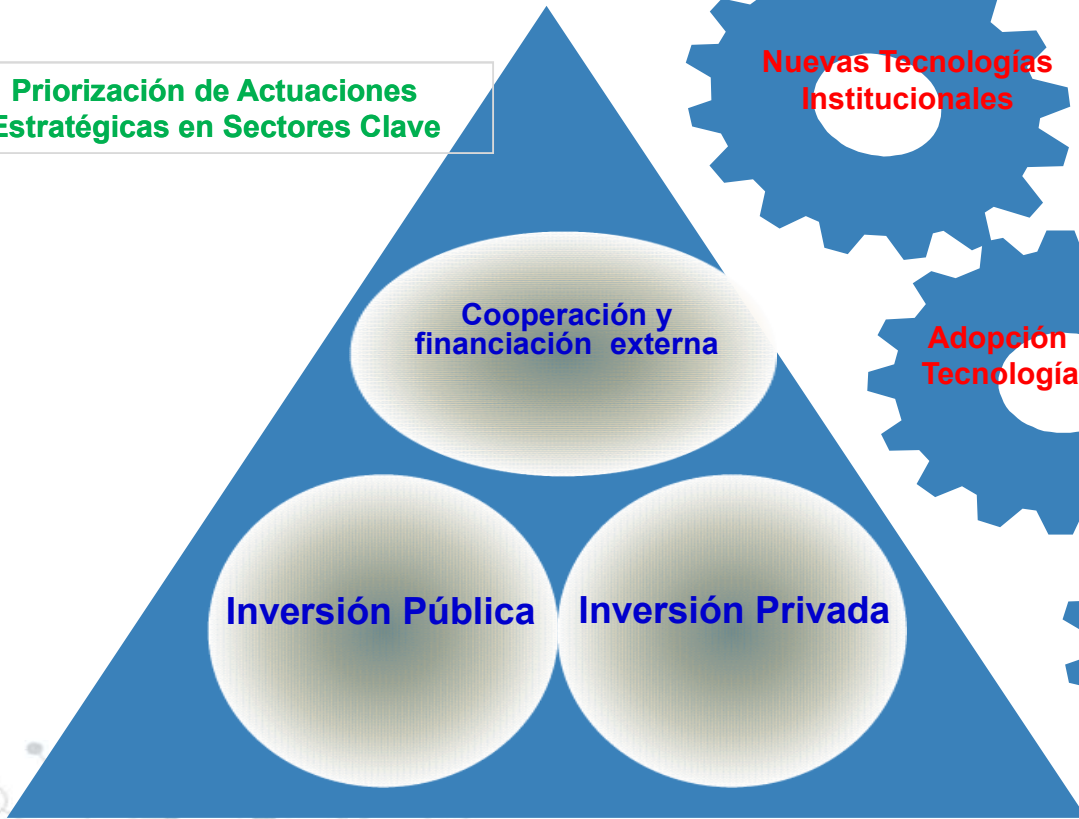 Priorización de Actuaciones
Estratégicas en Sectores Clave
Nuevas Tecnologías
Institucionales
Cooperación y
financiación externa
Adopción
Tecnología
Inversión Pública
Inversión Privada